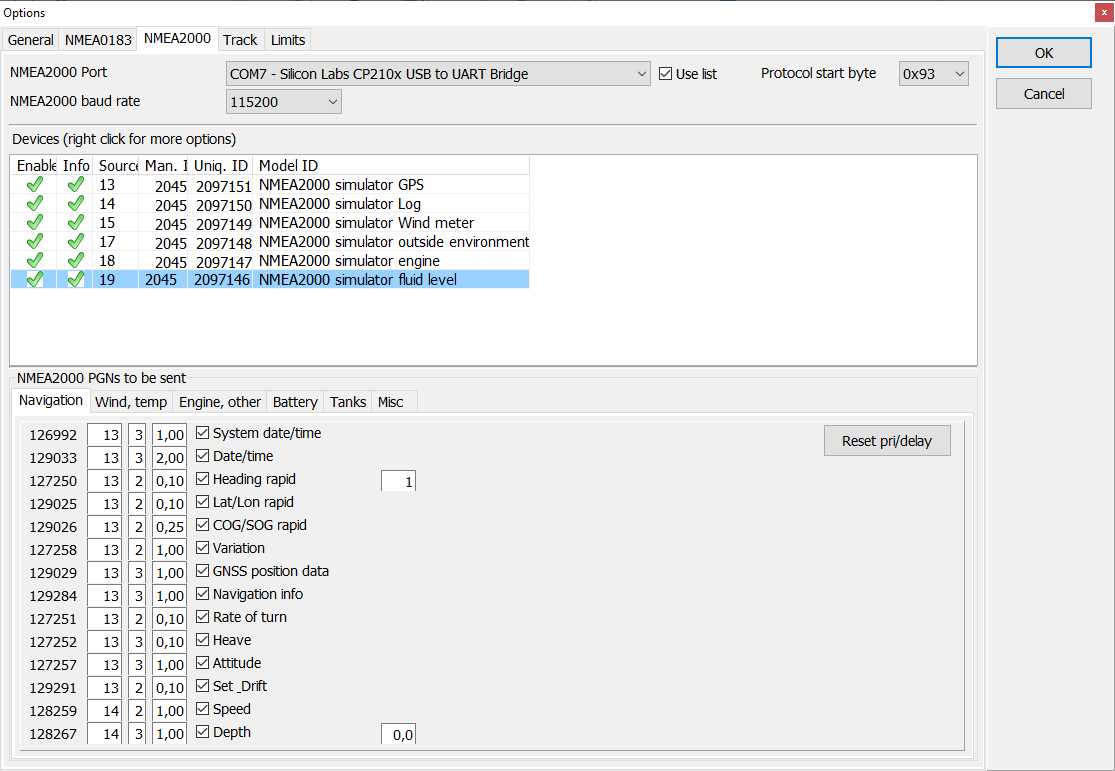 Options
General NMEA0183 NMEA2000 Track Limits
NMEA2000 Port COM7 - Silicon Labs CP210x USB to UART Bridge Use list Protocol start byte 0x93
OK
NMEA2000 baud rate 115200
Cancel
Devices (right click for more options)
Enable Info Source Man. I Uniq. ID Model ID
13 2045 2097151 NMEA2000 simulator GPS
14 2045 2097150 NMEA2000 simulator Log
15 2045 2097149 NMEA2000 simulator Wind meter
17 2045 2097148 NMEA2000 simulator outside environment
18 2045 2097147 NMEA2000 simulator engine
19 2045 2097146 NMEA2000 simulator fluid level
NMEA2000 PGNs to be sent
Navigation Wind, temp Engine, other Battery Tanks Misc
126992 13 3 1,00 System date/time
Reset pri/delay
129033 13 3 2,00 Date/time
127250 13 2 0,10 Heading rapid 1
129025 13 2 0,10 Lat/Lon rapid
129026 13 2 0,25 COG/SOG rapid
127258 13 2 1,00 Variation
129029 13 3 1,00 GNSS position data
129284 13 3 1,00 Navigation info
127251 13 2 0,10 Rate of turn
127252 13 3 0,10 Heave
127257 13 3 1,00 Attitude
129291 13 2 0,10 Set _Drift
128259 14 2 1,00 Speed
128267 14 3 1,00 Depth 0,0